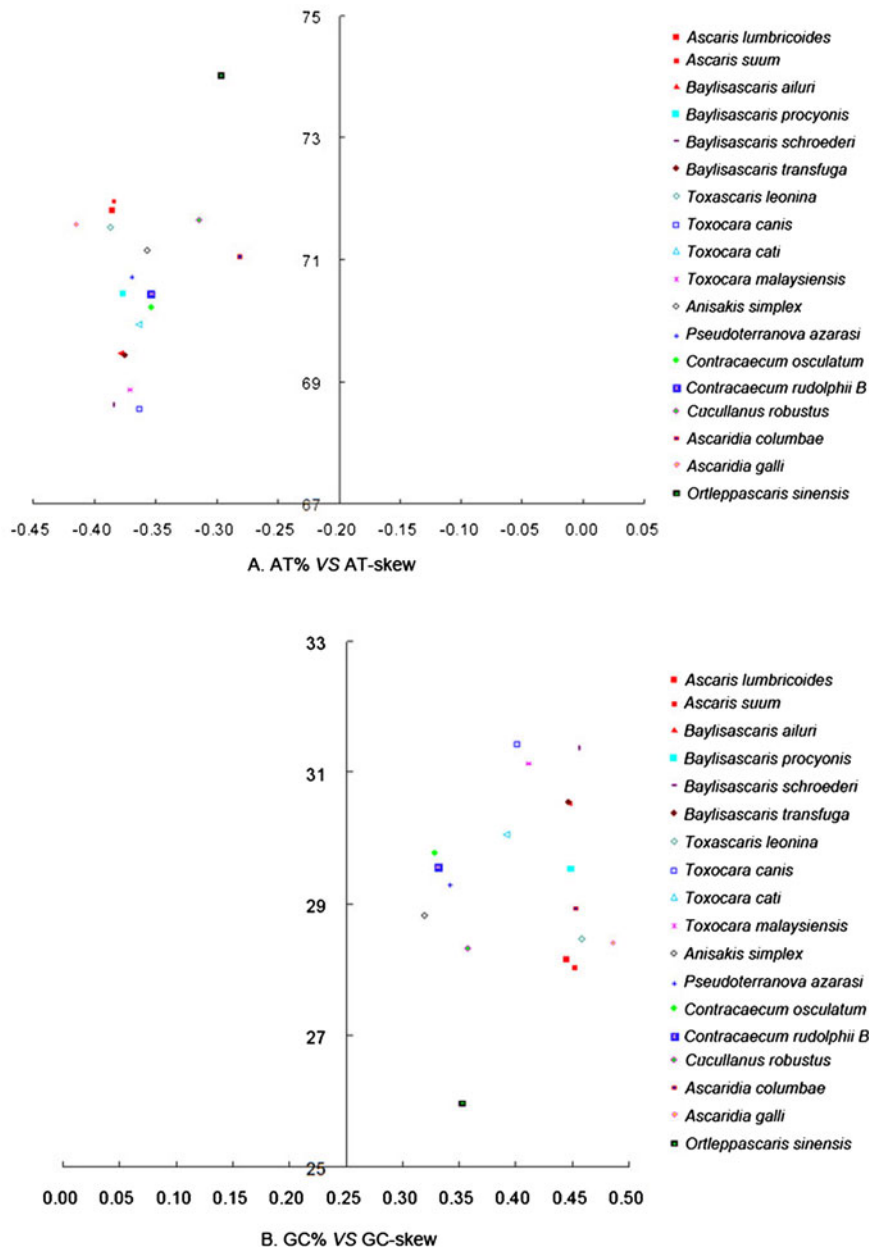 75
73
71
69
67
-0.45 -0.40 -0.35 -0.30 -0.25 -0.20 -0.20 -0.15 -0.10 -0.05 0.00 0.05
A. AT% VS AT-skew
Ascaris lumbricoides
Ascaris suum
Baylisascaris ailuri
Baylisascaris procyonis
Baylisascaris schroederi
Baylisascaris transfuga
Toxascaris leonina
Toxocara canis
Toxocara cati
Toxocara malaysiensis
Anisakis simplex
Pseudoterranova azarasi
Contracaecum osculatum
Contracaecum rudolphii B
Cucullanus robustus
Ascaridia columbae
Ascaridia galli
Ortleppascaris sinensis
33
31
29
27
25
0.00 0.05 0.10 0.15 0.20 0.25 0.25 0.30 0.35 0.40 0.45 0.50
B. GC% VS GC-skew
Ascaris lumbricoides
Ascaris suum
Baylisascaris ailuri
Baylisascaris procyonis
Baylisascaris schroederi
Baylisascaris transfuga
Toxascaris leonina
Toxocara canis
Toxocara cati
Toxocara malaysiensis
Anisakis simplex
Pseudoterranova azarasi
Contracaecum osculatum
Contracaecum rudolphii B
Cucullanus robustus
Ascaridia columbae
Ascaridia galli
Ortleppascaris sinensis